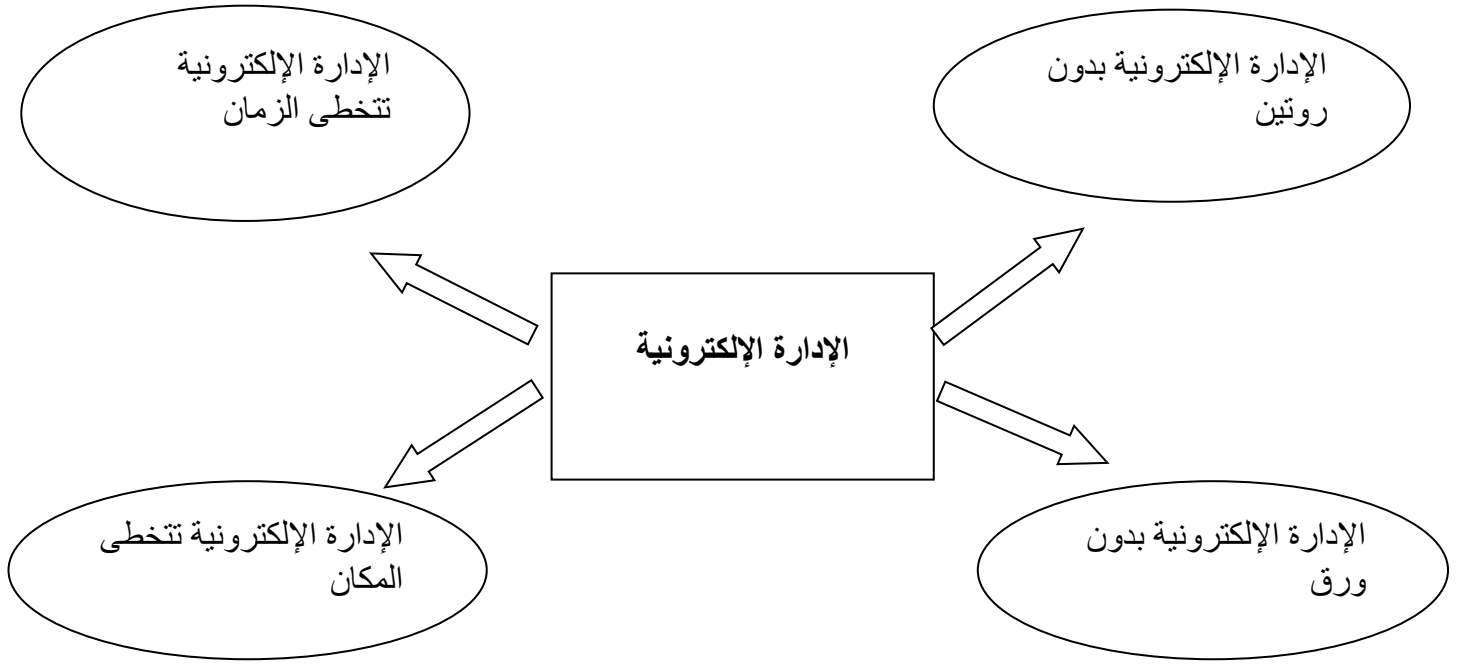 الإدارة الإلكترونية بدون
روتين
الإدارة الإلكترونية
تتخطى الزمان
الإدارة الإلكترونية
الإدارة الإلكترونية بدون
ورق
الإدارة الإلكترونية تتخطى
المكان